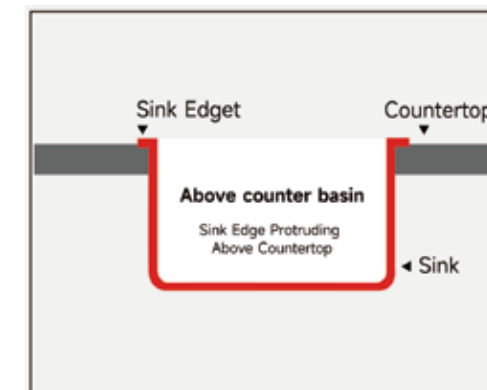 Sink Edget
Countertop
Above counter basin
Sink Edge Protruding
Above Countertop
Sink